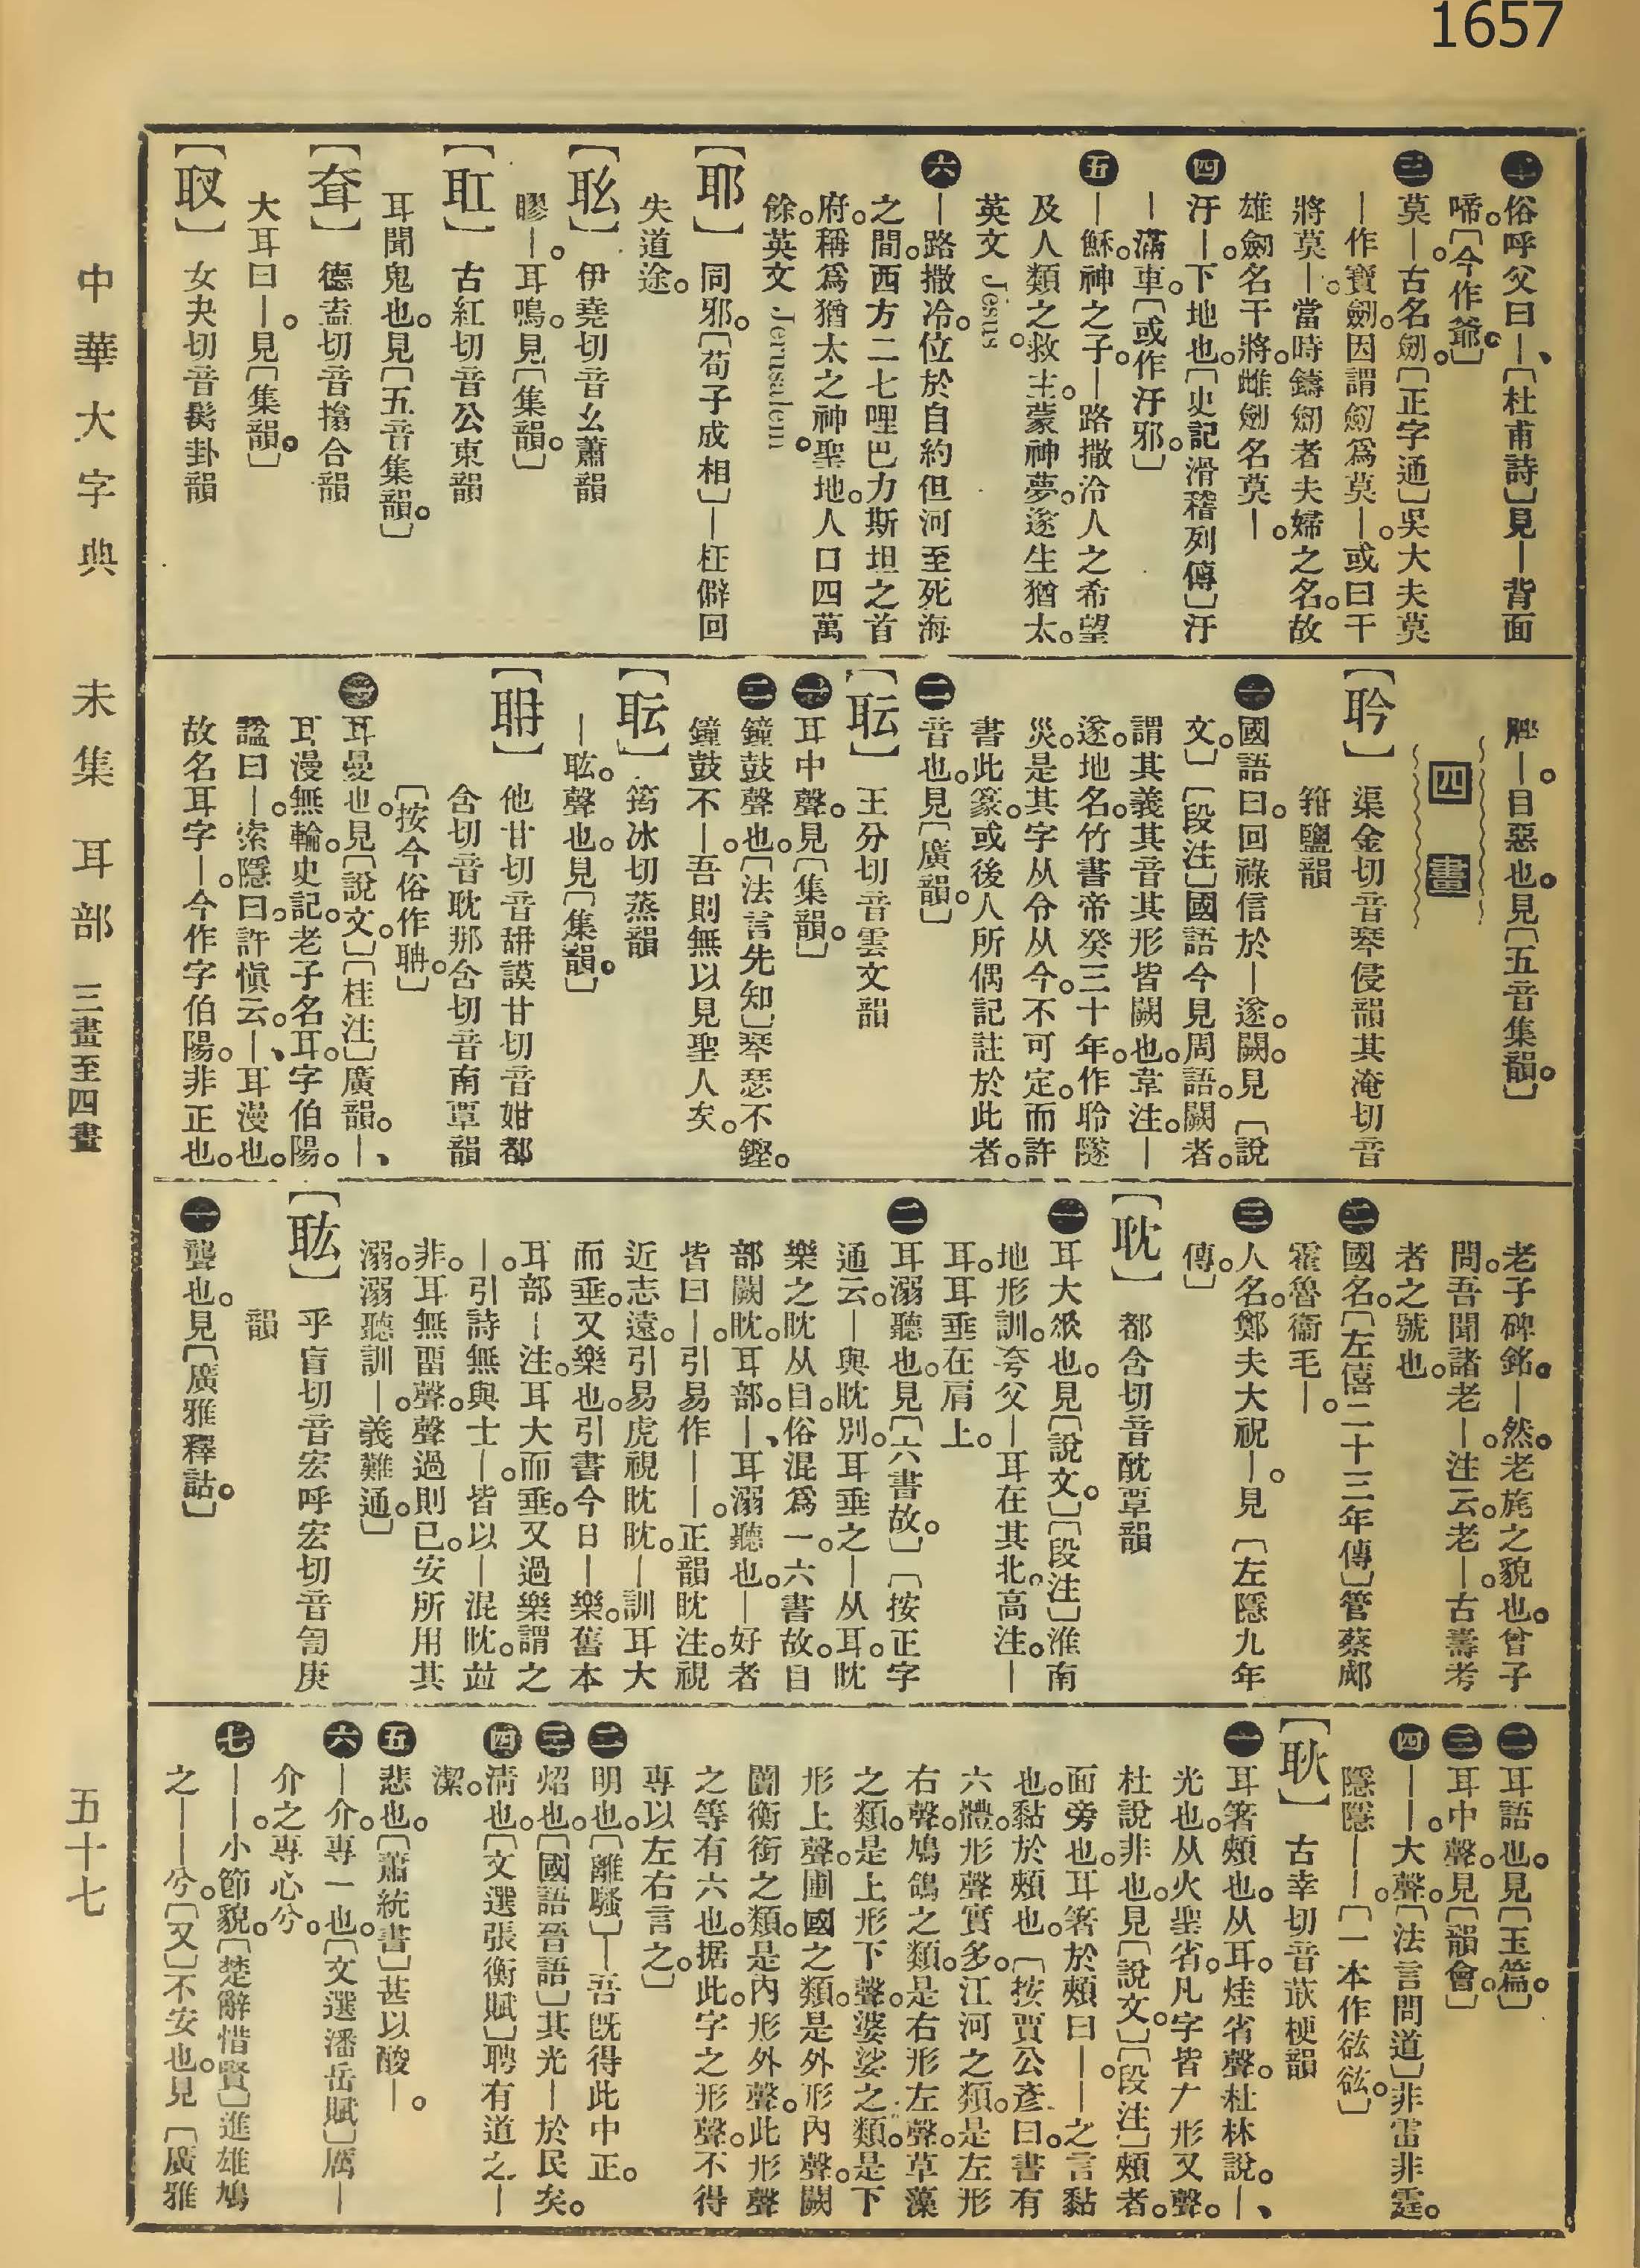 1657
二俗呼父曰｜、〔杜甫詩〕見｜背面
啼。〔今作爺。〕
三莫｜。古名劒。〔正字通〕吳大夫莫
｜作寶劒。因謂劒爲莫｜。或曰干
將莫｜。當時鑄劒者夫婦之名。故
雄劒名干將。雌劒名莫｜。
四汙｜。下地也。〔史記滑稽列傳〕汙
｜滿車。〔或作汙邪。〕
五｜穌。神之子。｜路撒泠人之希望
及人類之救主。蒙神夢。遂生猶太。
英文 Jesus。
六｜路撒冷。位於自約但河至死海
之間。西方二七哩。巴力斯坦之首
府。稱爲猶太之神聖地。人口四萬
餘。英文 Jerusalem。
〔耶〕 同邪。〔荀子成相〕｜枉僻回
失道途。
〔耾〕 伊堯切音幺蕭韻
膠｜。耳鳴。見〔集韻。〕
〔耵〕 古紅切音公東韻
耳聞鬼也。見〔五音集韻。〕
〔耷〕 德盍切音搚合韻
大耳曰｜。見〔集韻。〕
〔聉〕 女夬切音䯻卦韻
｜。目惡也。見〔五音集韻。〕
四畫
〔耹〕 渠金切音琴侵韻其淹切音
箝鹽韻
一國語曰。回祿信於｜遂。闕。見〔說
文。〕〔段注〕國語今見周語。闕者。
謂其義其音其形皆闕也。韋注。｜
遂。地名。竹書帝癸三十年。作耹隧
災。是其字从令从今。不可定。而許
書此篆。或後人所偶記註於此者。
二音也。見〔廣韻。〕
〔耺〕 王分切音雲文韻
一耳中聲。見〔集韻。〕
二鐘鼓聲也。〔法言先知〕琴瑟不鏗。
鐘鼓不｜。吾則無以見聖人矣。
〔耺〕 筠冰切蒸韻
｜耾。聲也。見〔集韻。〕
〔耼〕 他甘切音䑙謨甘切音姏都
含切音耽那含切音南覃韻
〔按今俗作聃。〕
一耳曼也。見〔說文。〕〔桂注〕廣韻。｜、
耳漫無輪。史記。老子名耳。字伯陽。
諡曰｜。索隱曰。許愼云。｜、耳漫也。
故名耳字｜。今作字伯陽。非正也。
老子碑銘。｜然。老旄之貌也。曾子
問。吾聞諸老｜。注云。老｜。古壽考
者之號也。
二國名。〔左僖二十三年傳〕管蔡郕
霍魯衞毛｜。
三人名。鄭夫大祝｜。見〔左隱九年
傳。〕
〔耽〕 都含切音酖覃韻
一耳大𠂢也。見〔說文。〕〔段注〕淮南
地形訓。夸父｜耳在其北。高注。｜
耳。耳垂在肩上。
二耳溺聽也。見〔六書故。〕〔按正字
通云。｜與眈別。耳垂之｜从耳。眈
樂之眈从目。俗混爲一。六書故。目
部闕眈。耳部。｜、耳溺聽也。｜好者
皆曰｜。引易作｜｜。正韻眈注。視
近志遠。引易虎視眈眈。｜訓耳大
而垂。又樂也。引書今日｜樂。舊本
耳部｜注。耳大而垂。又過樂謂之
｜。引詩無與士｜。皆以｜混眈。竝
非。耳無畱聲。聲過則已。安所用其
溺。溺聽訓｜。義難通。〕
〔耾〕 乎盲切音宏呼宏切音訇庚
韻
一聾也。見〔廣雅釋詁。〕
二耳語也。見〔玉篇。〕
三耳中聲。見〔韻會。〕
四｜｜。大聲。〔法言問道〕非雷非霆。
隱隱｜｜。〔一本作㕆㕆。〕
〔耿〕 古幸切音㪅梗韻
一耳箸頰也。从耳。烓省聲。杜林說。｜、
光也。从火聖省。凡字皆𠂇形又聲。
杜說非也。見〔說文。〕〔段注〕頰者。
面旁也。耳箸於頰曰｜。｜之言黏
也。黏於頰也。〔按賈公彥曰。書有
六體。形聲實多。江河之類。是左形
右聲。鳩鴿之類。是右形左聲。草藻
之類。是上形下聲。婆娑之類。是下
形上聲。圃國之類。是外形內聲。闕
闠衡銜之類。是內形外聲。此形聲
之等有六也。据此。字之形聲。不得
專以左右言之。〕
二明也。〔離騷〕｜吾旣得此中正。
三炤也。〔國語晉語〕其光｜於民矣。
四淸也。〔文選張衡賦〕聘有道之｜
潔。
五悲也。〔蕭統書〕甚以酸｜。
六｜介。專一也。〔文選潘岳賦〕厲｜
介之專心兮。
七｜｜。小節貌。〔楚辭惜賢〕進雄鳩
之｜｜兮。〔又〕不安也。見〔廣雅
中華大字典 未集 耳部 三畫至四畫 五十七